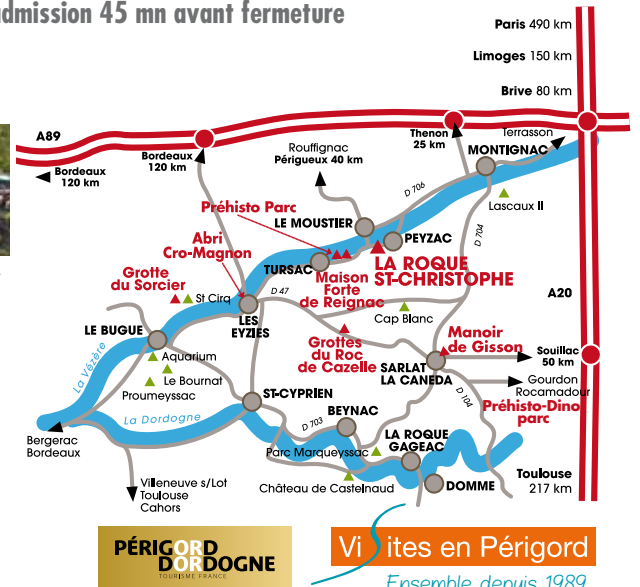 admission 45 mn avant fermeture
Paris 490 km
Limoges 150 km
Brive 80 km
A89
Bordeaux
120 km
Bordeaux
120 km
Rouffignac
Périgueux 40 km
Thenon
25 km
Terrasson
MONTIGNAC
D 706
Lascaux II
Préhisto Parc
LE MOUSTIER
PEYZAC
D 704
Abri
Cro-Magnon
LA ROQUE
ST-CHRISTOPHE
TURSAC
Maison
Forte
de Reignac
Grotte
du Sorcier
St Cirq
D 47
A20
LES
EYZIES
Cap Blanc
LE BUGUE
Grottes
du Roc
de Cazelle
Manoir
de Gisson
Souillac
50 km
La Vézère
Aquarium
Le Bournat
Proumeyssac
SARLAT
LA CANEDA
Gourdon
Rocamadour
ST-CYPRIEN
D 104
Préhisto-Dino
parc
La Dordogne
BEYNAC
D 703
Bergerac
Bordeaux
Parc Marqueyssac
LA ROQUE
GAGEAC
Villeneuve s/Lot
Toulouse
Cahors
Château de Castelnaud
DOMME
Toulouse
217 km
PÉRIGORD
DORDOGNE
TOURISME FRANCE
ViSites en Périgord
Ensemble depuis 1989